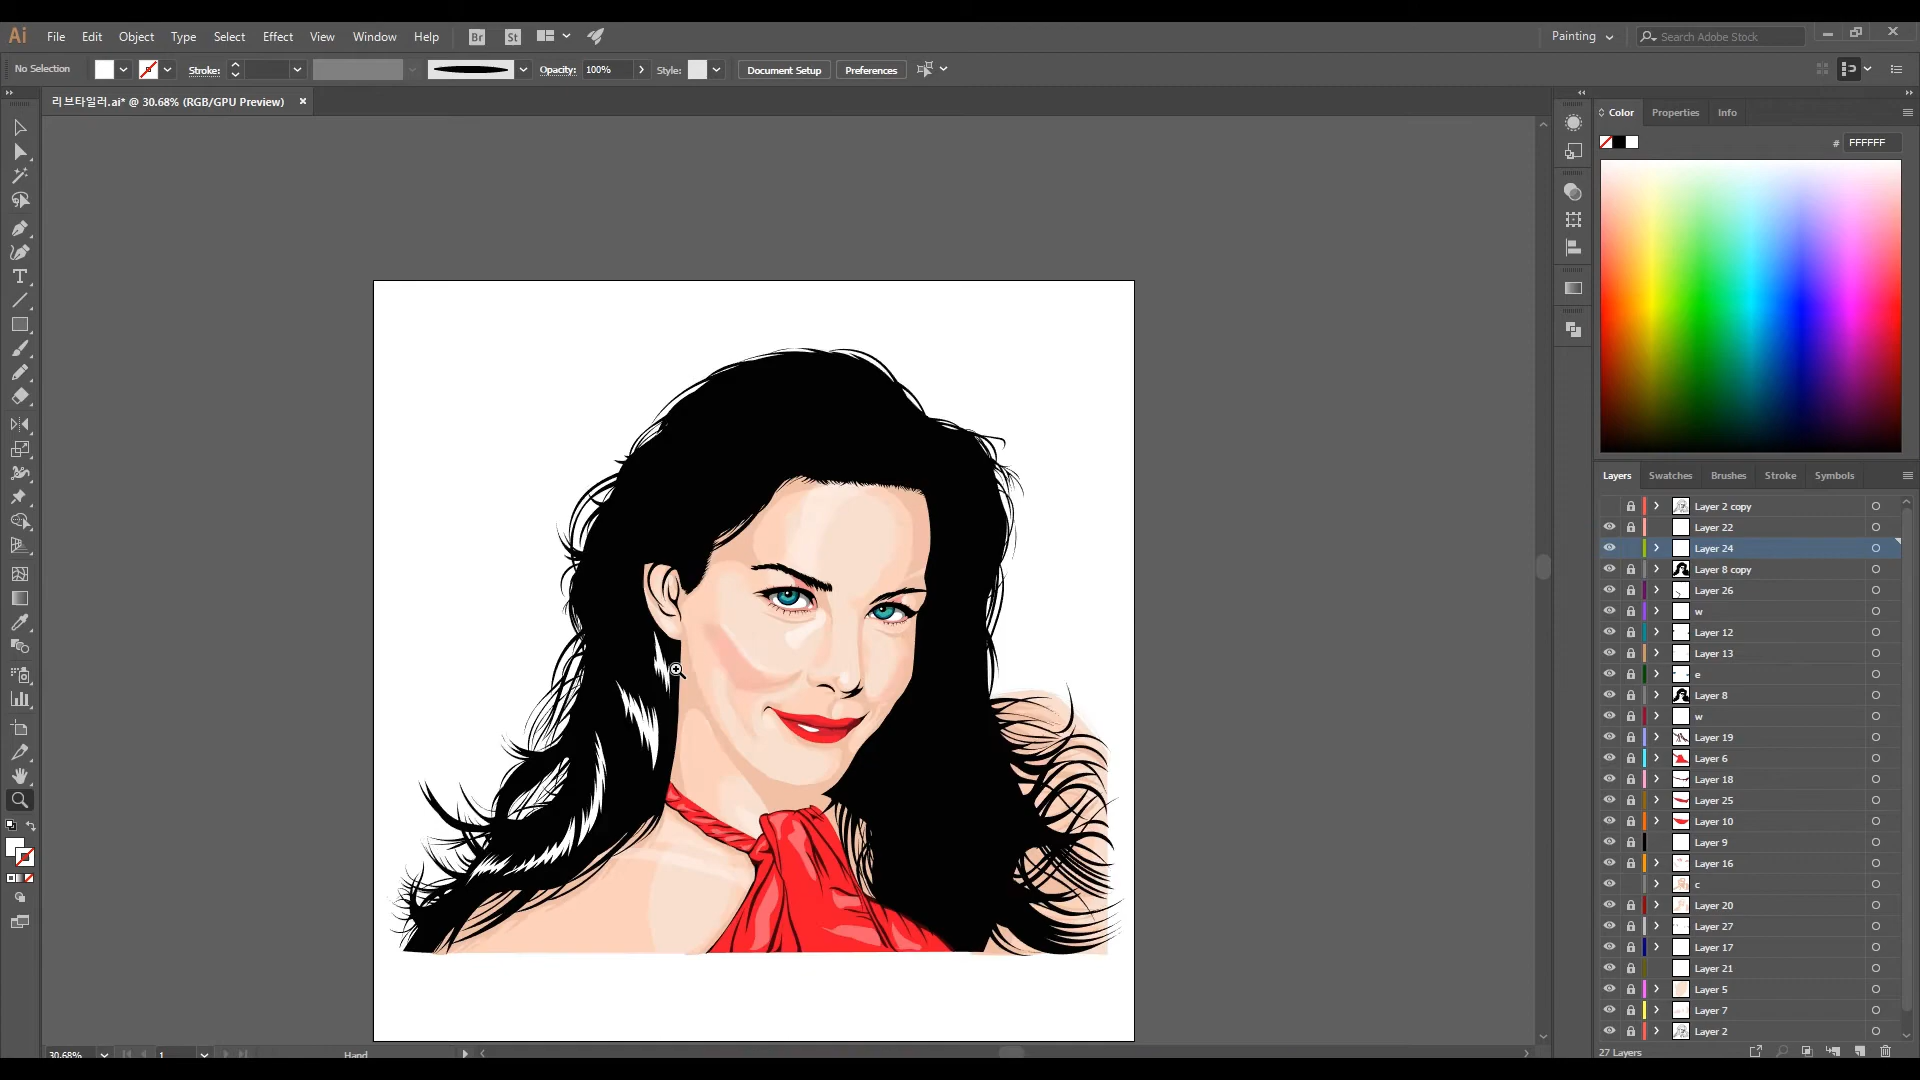 Ai File Edit Object Type Select Effect View Window Help Br St Painting Search Adobe Stock
No Selection Stroke: Opacity: 100% Style: Document Setup Preferences
리브타일러.ai* @ 30.68% (RGB/GPU Preview)
Color Properties Info
# FFFFFF
Layers Swatches Brushes Stroke Symbols
Layer 2 copy
Layer 22
Layer 24
Layer 8 copy
Layer 26
w
Layer 12
Layer 13
e
Layer 8
w
Layer 19
Layer 6
Layer 18
Layer 25
Layer 10
Layer 9
Layer 16
c
Layer 20
Layer 27
Layer 17
Layer 21
Layer 5
Layer 7
Layer 2
27 Layers
30.68% 1 Hand